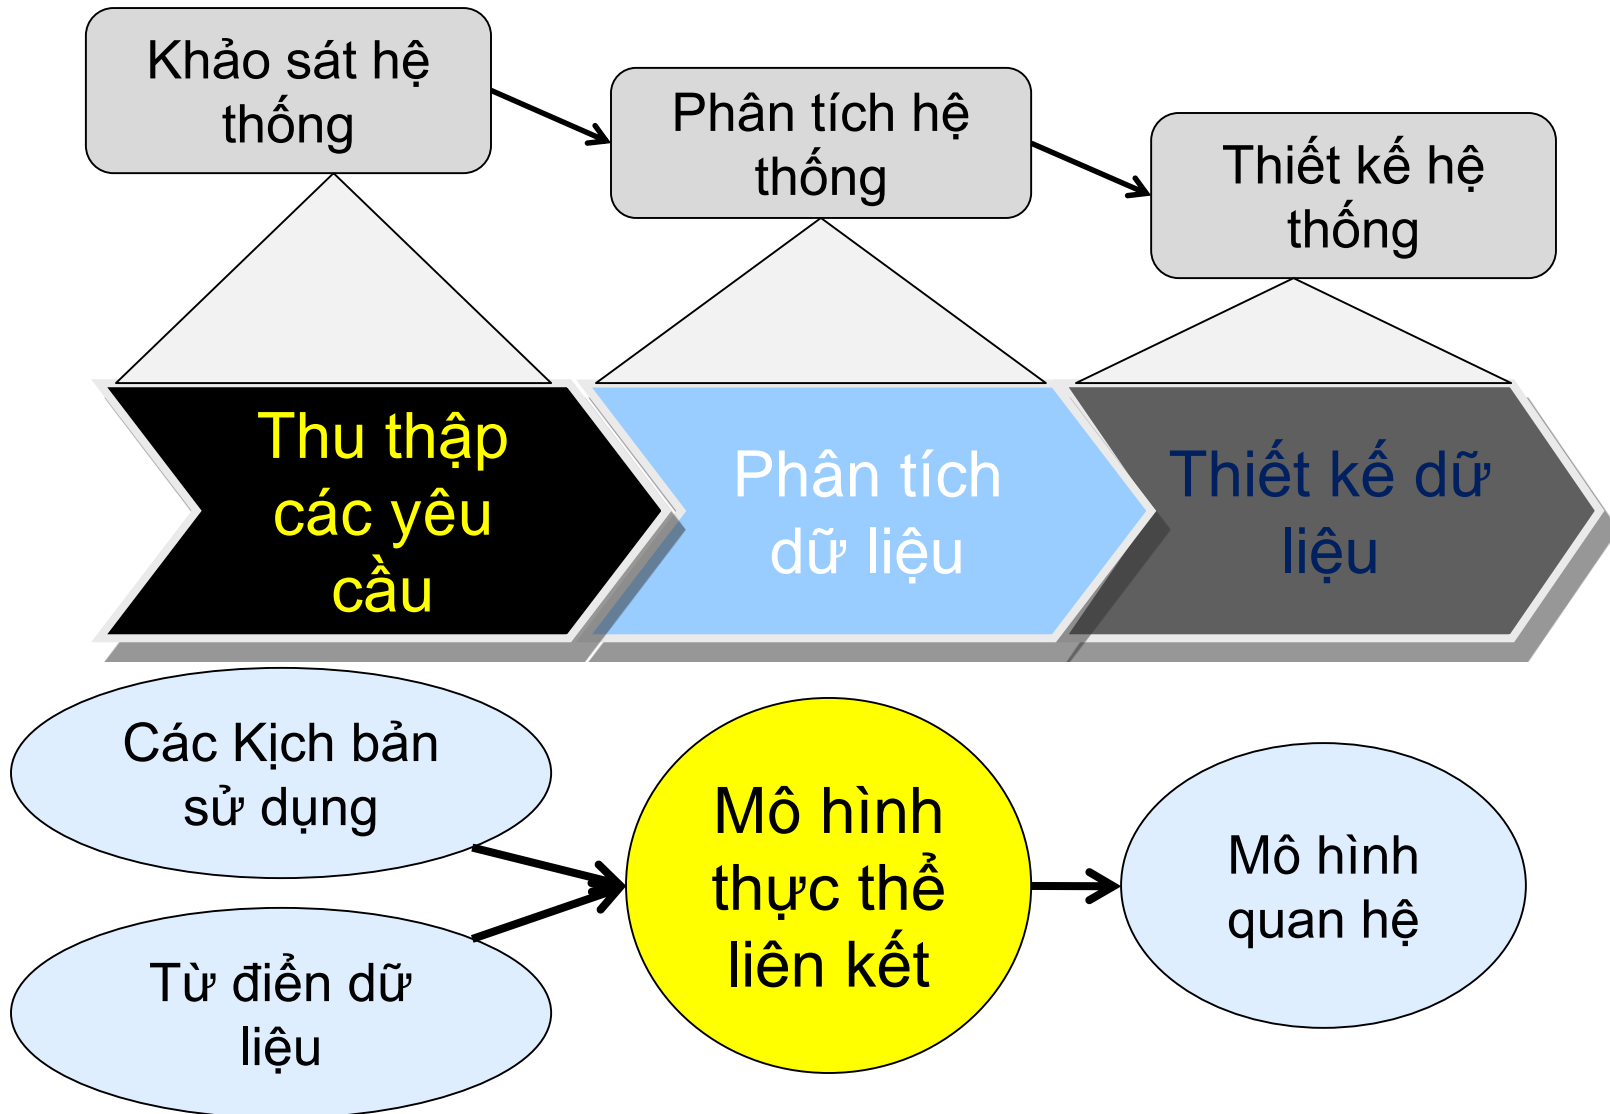 Khảo sát hệ
thống
Phân tích hệ
thống
Thiết kế hệ
thống
Thu thập
các yêu
cầu
Phân tích
dữ liệu
Thiết kế dữ
liệu
Các Kịch bản
sử dụng
Từ điển dữ
liệu
Mô hình
thực thể
liên kết
Mô hình
quan hệ